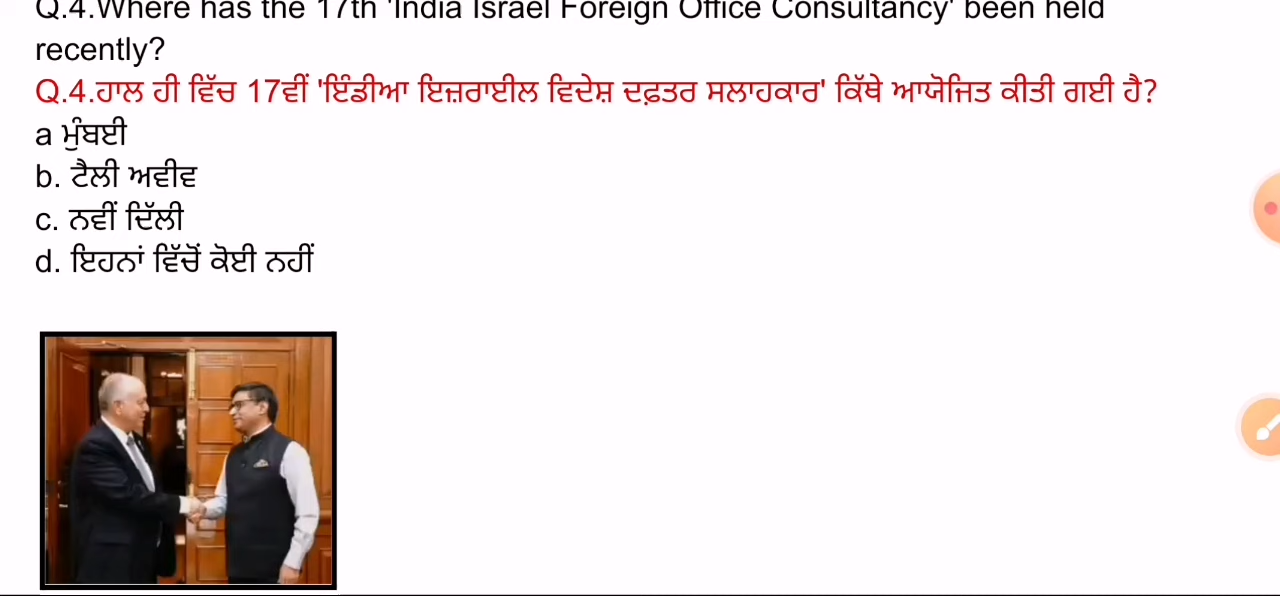 Q.4.Where has the 17th 'India Israel Foreign Office Consultancy' been held
recently?
Q.4.ਹਾਲ ਹੀ ਵਿੱਚ 17ਵੀਂ 'ਇੰਡੀਆ ਇਜ਼ਰਾਈਲ ਵਿਦੇਸ਼ ਦਫ਼ਤਰ ਸਲਾਹਕਾਰ' ਕਿੱਥੇ ਆਯੋਜਿਤ ਕੀਤੀ ਗਈ ਹੈ?
a ਮੁੰਬਈ
b. ਟੈਲੀ ਅਵੀਵ
c. ਨਵੀਂ ਦਿੱਲੀ
d. ਇਹਨਾਂ ਵਿੱਚੋਂ ਕੋਈ ਨਹੀਂ